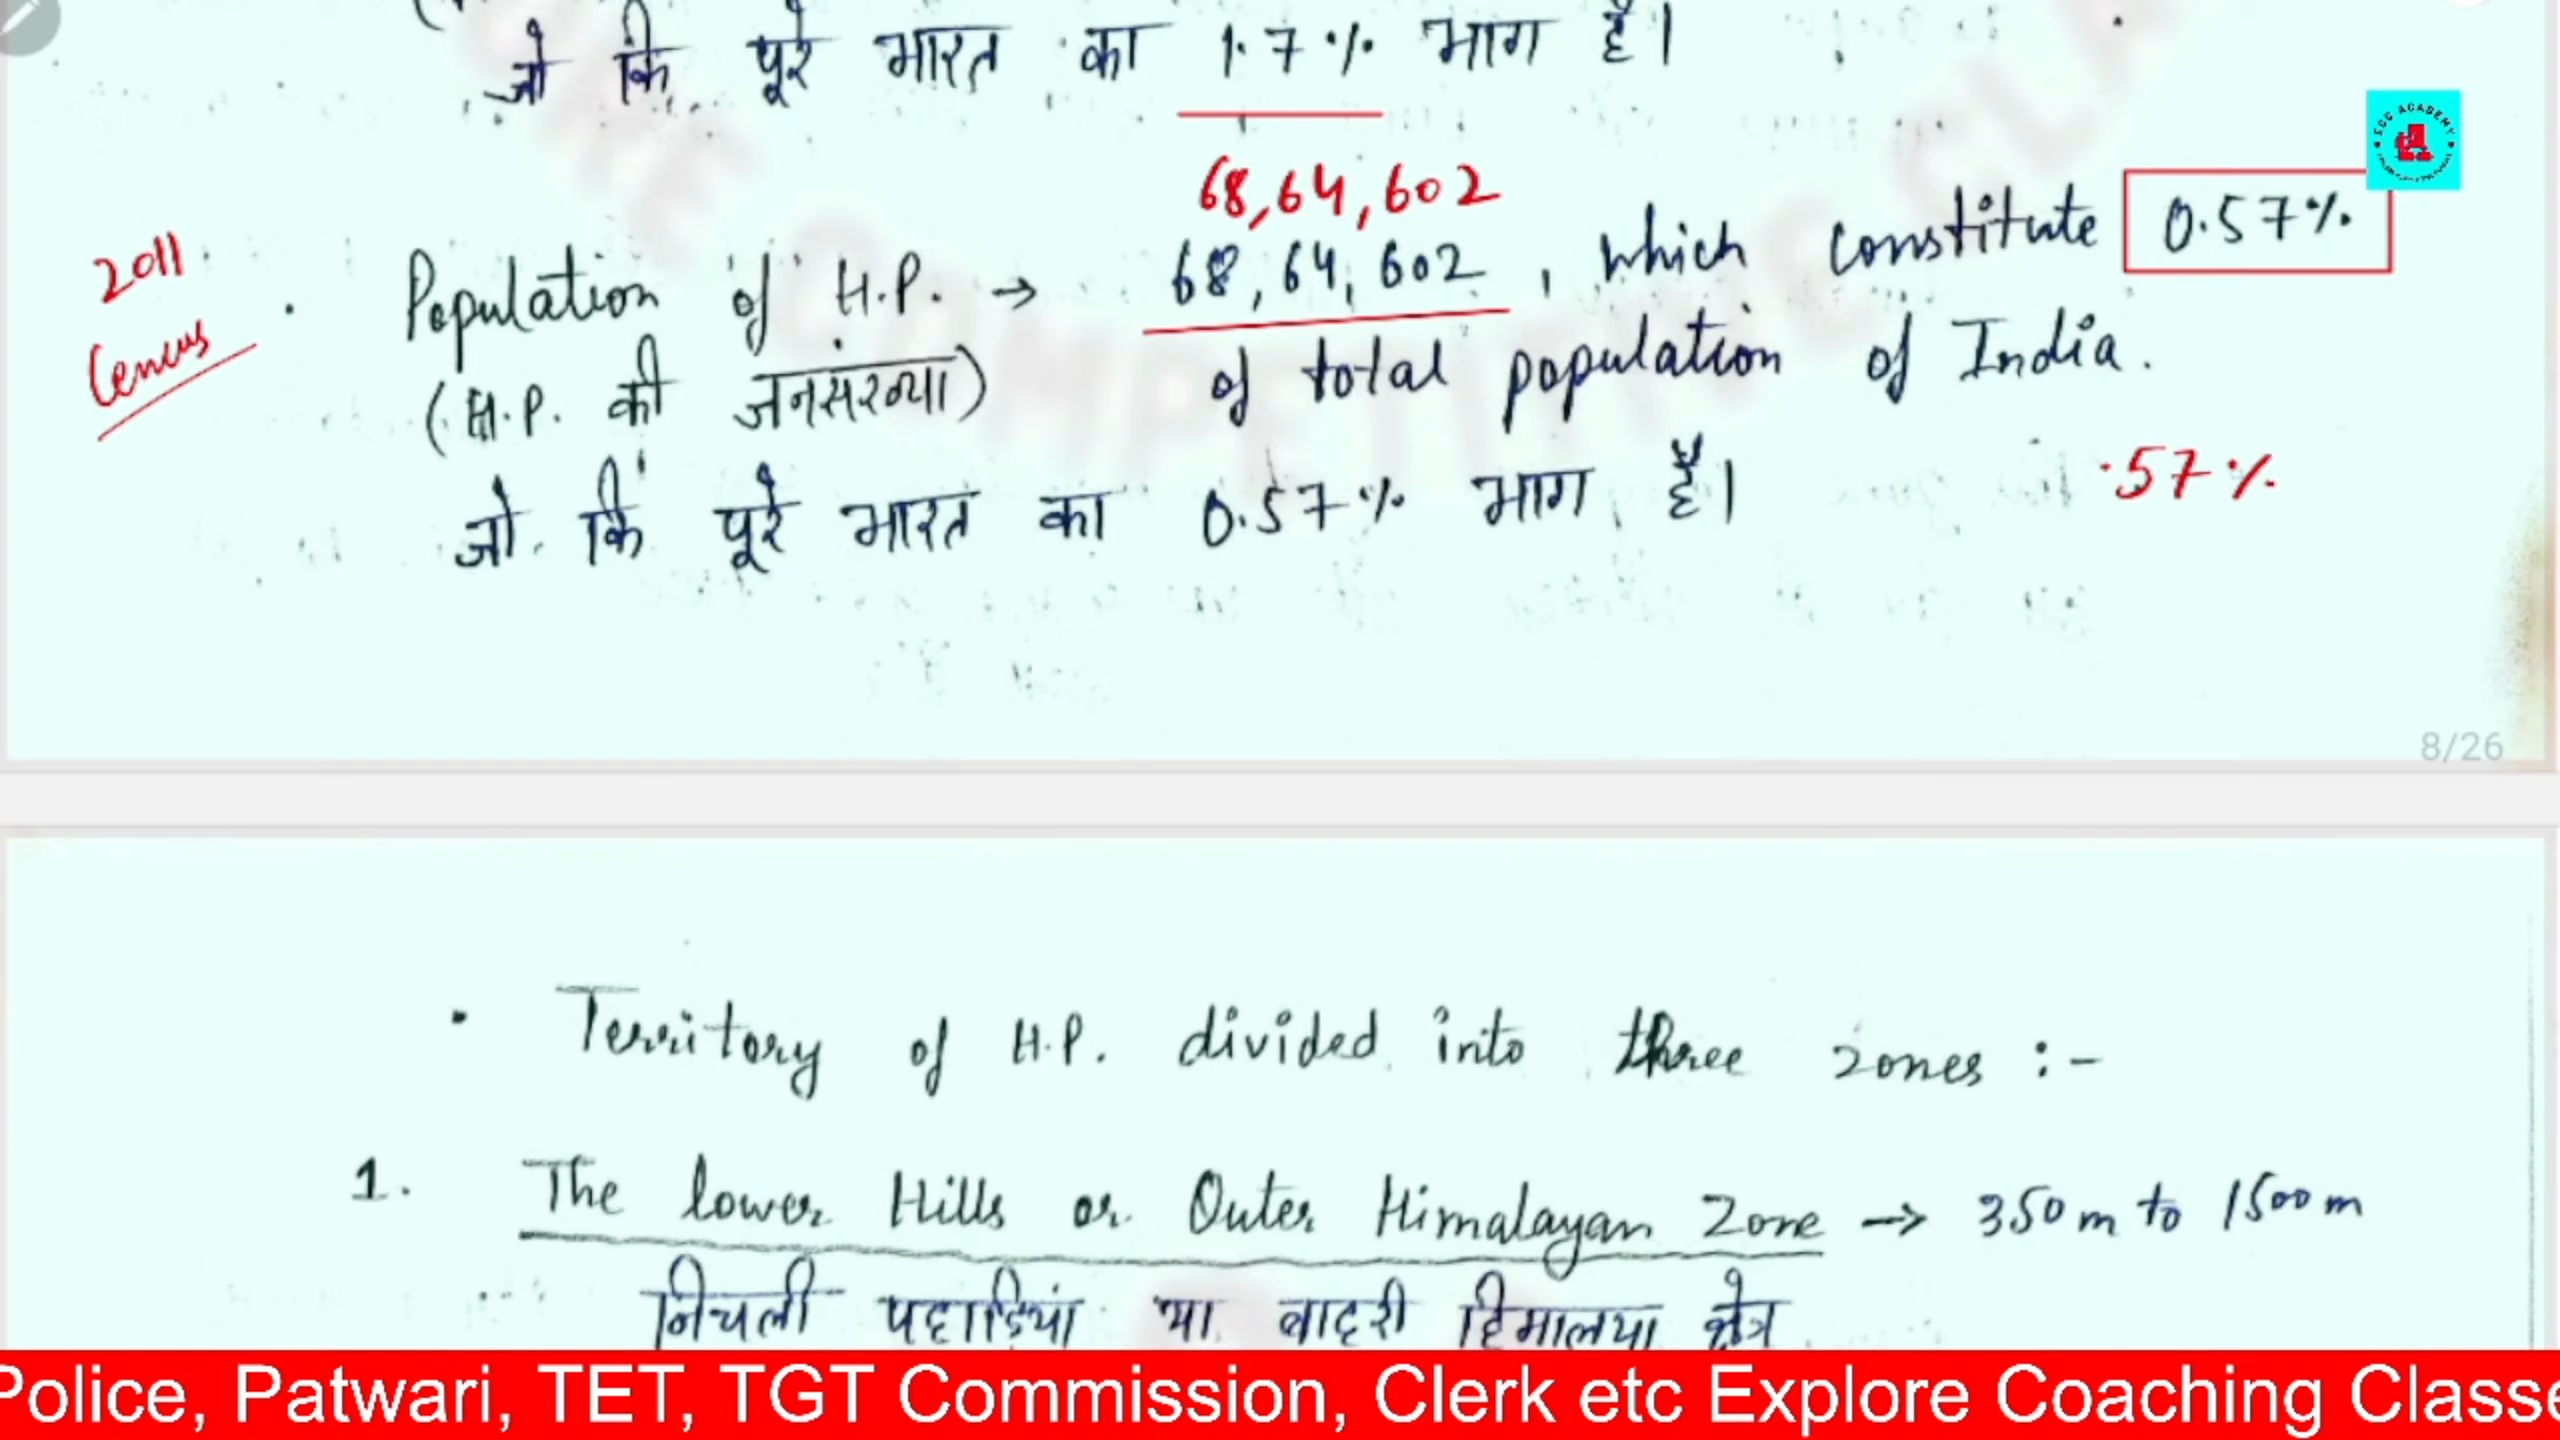 जो कि पूरे भारत का 1.7% भाग है।
68,64,602
2011 Cencus
Population of H.P. → 68,64,602, which constitute 0.57%
(H.P. की जनसंख्या) of total population of India.
.57%
जो कि पूरे भारत का 0.57% भाग है।
8/26
• Territory of H.P. divided into three zones :-
1. The lower Hills or Outer Himalayan Zone → 350m to 1500m
निचली पहाडियां या बाहरी हिमालया क्षेत्र
Police, Patwari, TET, TGT Commission, Clerk etc Explore Coaching Classe